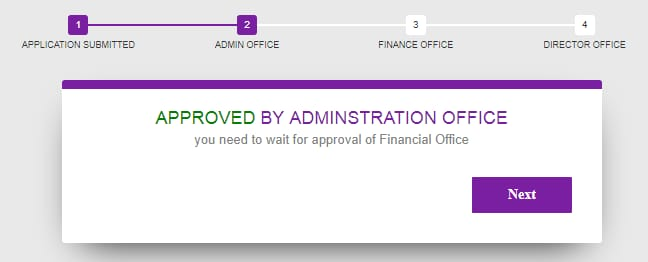 1 2 3 4
APPLICATION SUBMITTED ADMIN OFFICE FINANCE OFFICE DIRECTOR OFFICE
APPROVED BY ADMINSTRATION OFFICE
you need to wait for approval of Financial Office
Next